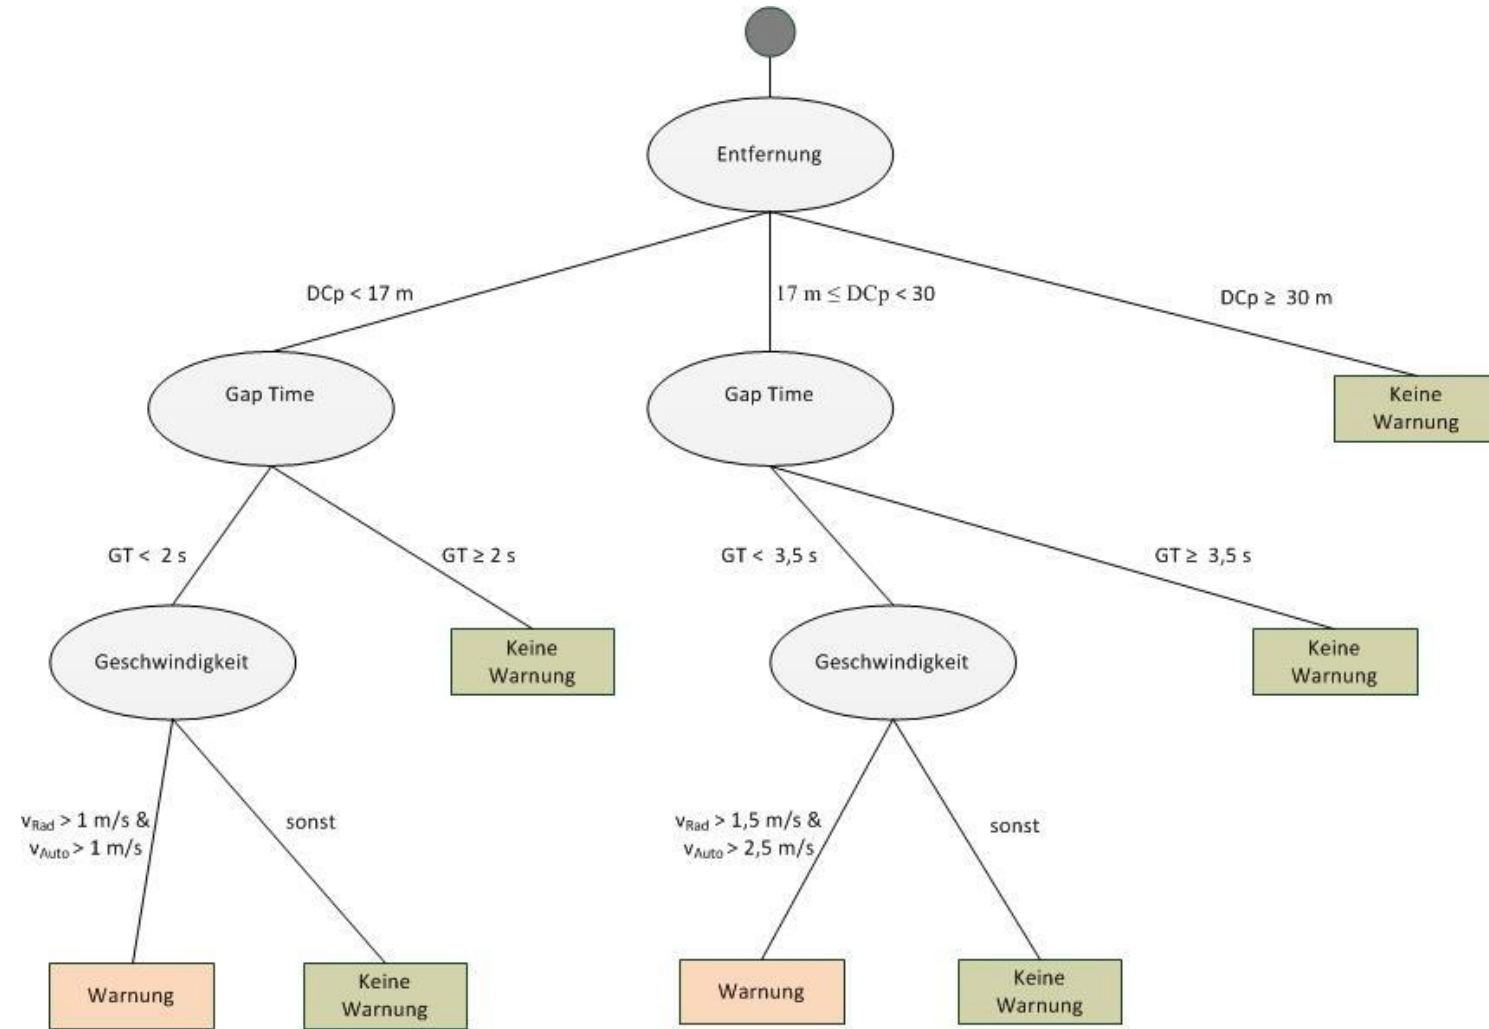 Entfernung
DCp < 17 m
17 m ≤ DCp < 30
DCp ≥ 30 m
Gap Time
Gap Time
Keine
Warnung
GT < 2 s
GT ≥ 2 s
GT < 3,5 s
GT ≥ 3,5 s
Geschwindigkeit
Keine
Warnung
Geschwindigkeit
Keine
Warnung
vRad > 1 m/s &
vAuto > 1 m/s
sonst
vRad > 1,5 m/s &
vAuto > 2,5 m/s
sonst
Warnung
Keine
Warnung
Warnung
Keine
Warnung